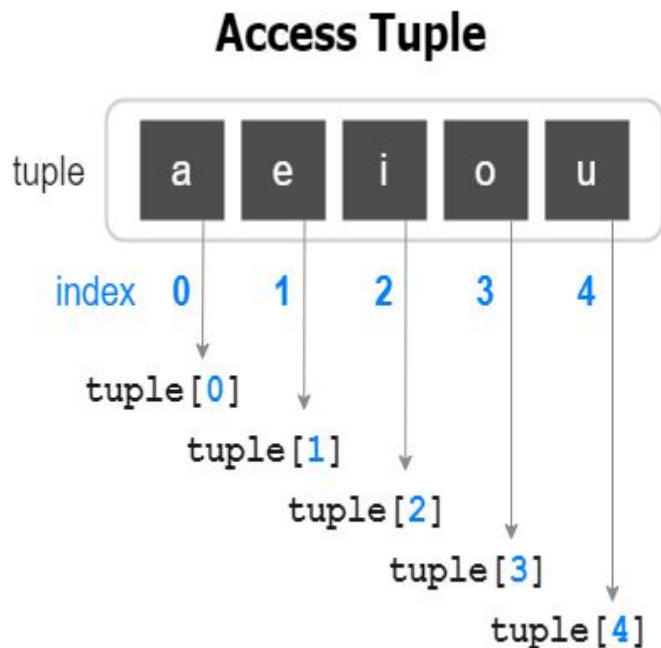 Access Tuple
tuple a e i o u
index 0 1 2 3 4
tuple[0]
tuple[1]
tuple[2]
tuple[3]
tuple[4]